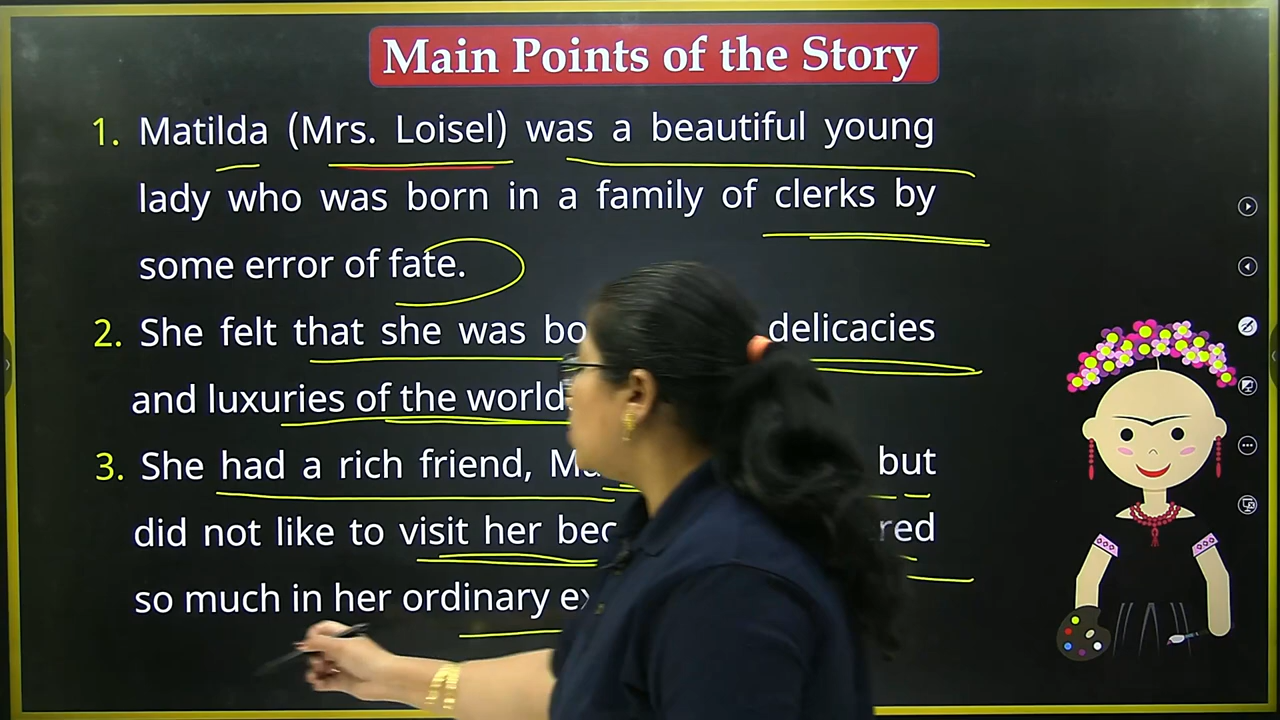 Main Points of the Story
1. Matilda (Mrs. Loisel) was a beautiful young
lady who was born in a family of clerks by
some error of fate.
2. She felt that she was delicacies
and luxuries of the world
3. She had a rich friend, but
did not like to visit her
so much in her ordinary